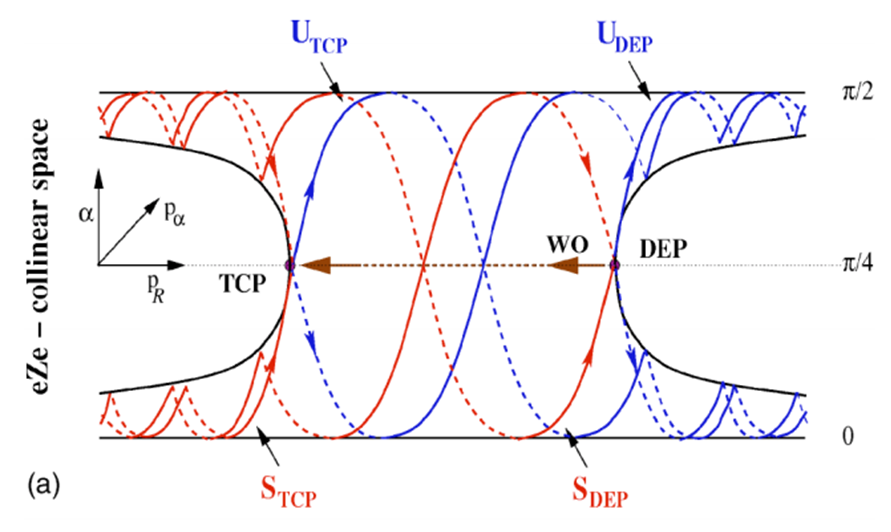 U_TCP
U_DEP
π/2
eZe – collinear space
α
p_α
p_R
TCP
WO
DEP
π/4
0
(a)
S_TCP
S_DEP